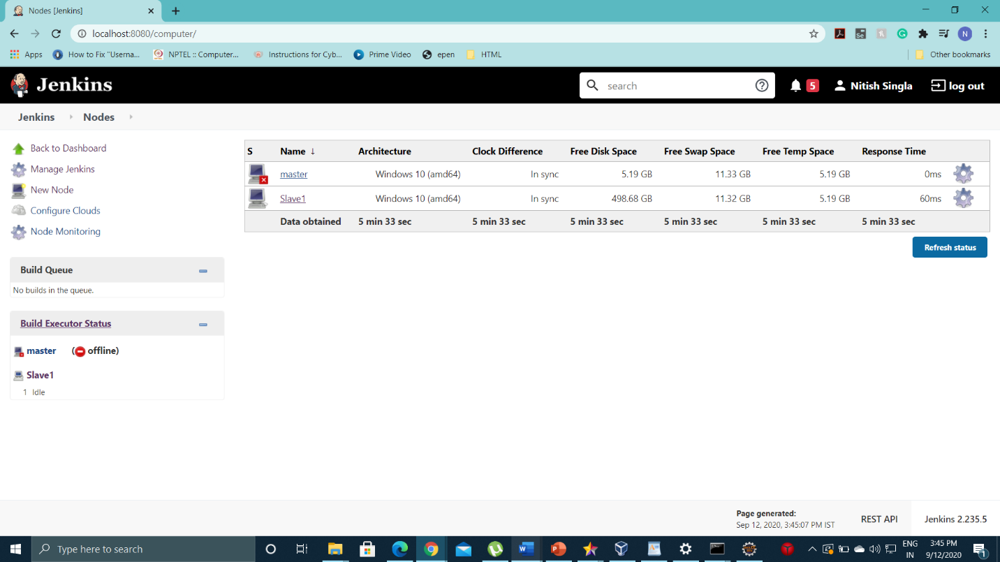 Nodes [Jenkins]
localhost:8080/computer/
Apps How to Fix "Userna... NPTEL :: Computer... Instructions for Cyb... Prime Video epen HTML Other bookmarks
Jenkins search 5 Nitish Singla log out
Jenkins Nodes
Back to Dashboard
Manage Jenkins
New Node
Configure Clouds
Node Monitoring
Build Queue
No builds in the queue.
Build Executor Status
master (offline)
Slave1
1 Idle
S Name ↓ Architecture Clock Difference Free Disk Space Free Swap Space Free Temp Space Response Time
master Windows 10 (amd64) In sync 5.19 GB 11.33 GB 5.19 GB 0ms
Slave1 Windows 10 (amd64) In sync 498.68 GB 11.32 GB 5.19 GB 60ms
Data obtained 5 min 33 sec 5 min 33 sec 5 min 33 sec 5 min 33 sec 5 min 33 sec 5 min 33 sec
Refresh status
Page generated:
Sep 12, 2020, 3:45:07 PM IST
REST API
Jenkins 2.235.5
Type here to search
ENG
IN
3:45 PM
9/12/2020
1